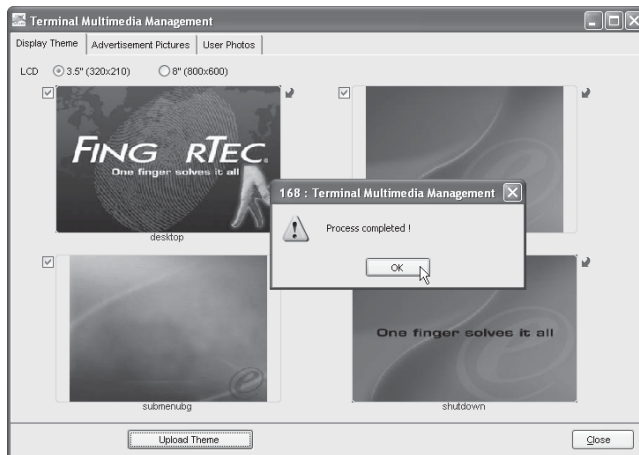 Terminal Multimedia Management
Display Theme
Advertisement Pictures
User Photos
LCD
3.5" (320x210)
8" (800x600)
FING RTEC.
One finger solves it all
desktop
168 : Terminal Multimedia Management
Process completed !
OK
One finger solves it all
submenubg
shutdown
Upload Theme
Close